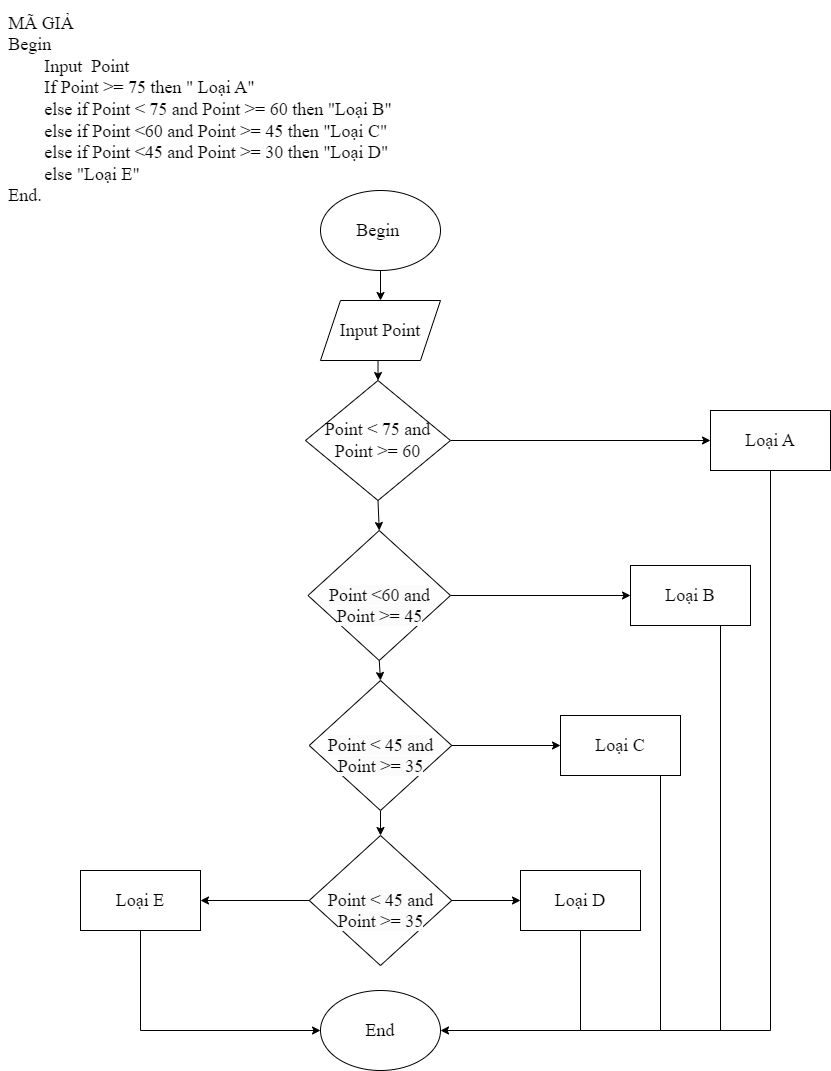 MÃ GIẢ
Begin
Input  Point
If Point >= 75 then " Loại A"
else if Point < 75 and Point >= 60 then "Loại B"
else if Point <60 and Point >= 45 then "Loại C"
else if Point <45 and Point >= 30 then "Loại D"
else "Loại E"
End.
Begin
Input Point
Point < 75 and
Point >= 60
Loại A
Point <60 and
Point >= 45
Loại B
Point < 45 and
Point >= 35
Loại C
Loại E
Point < 45 and
Point >= 35
Loại D
End